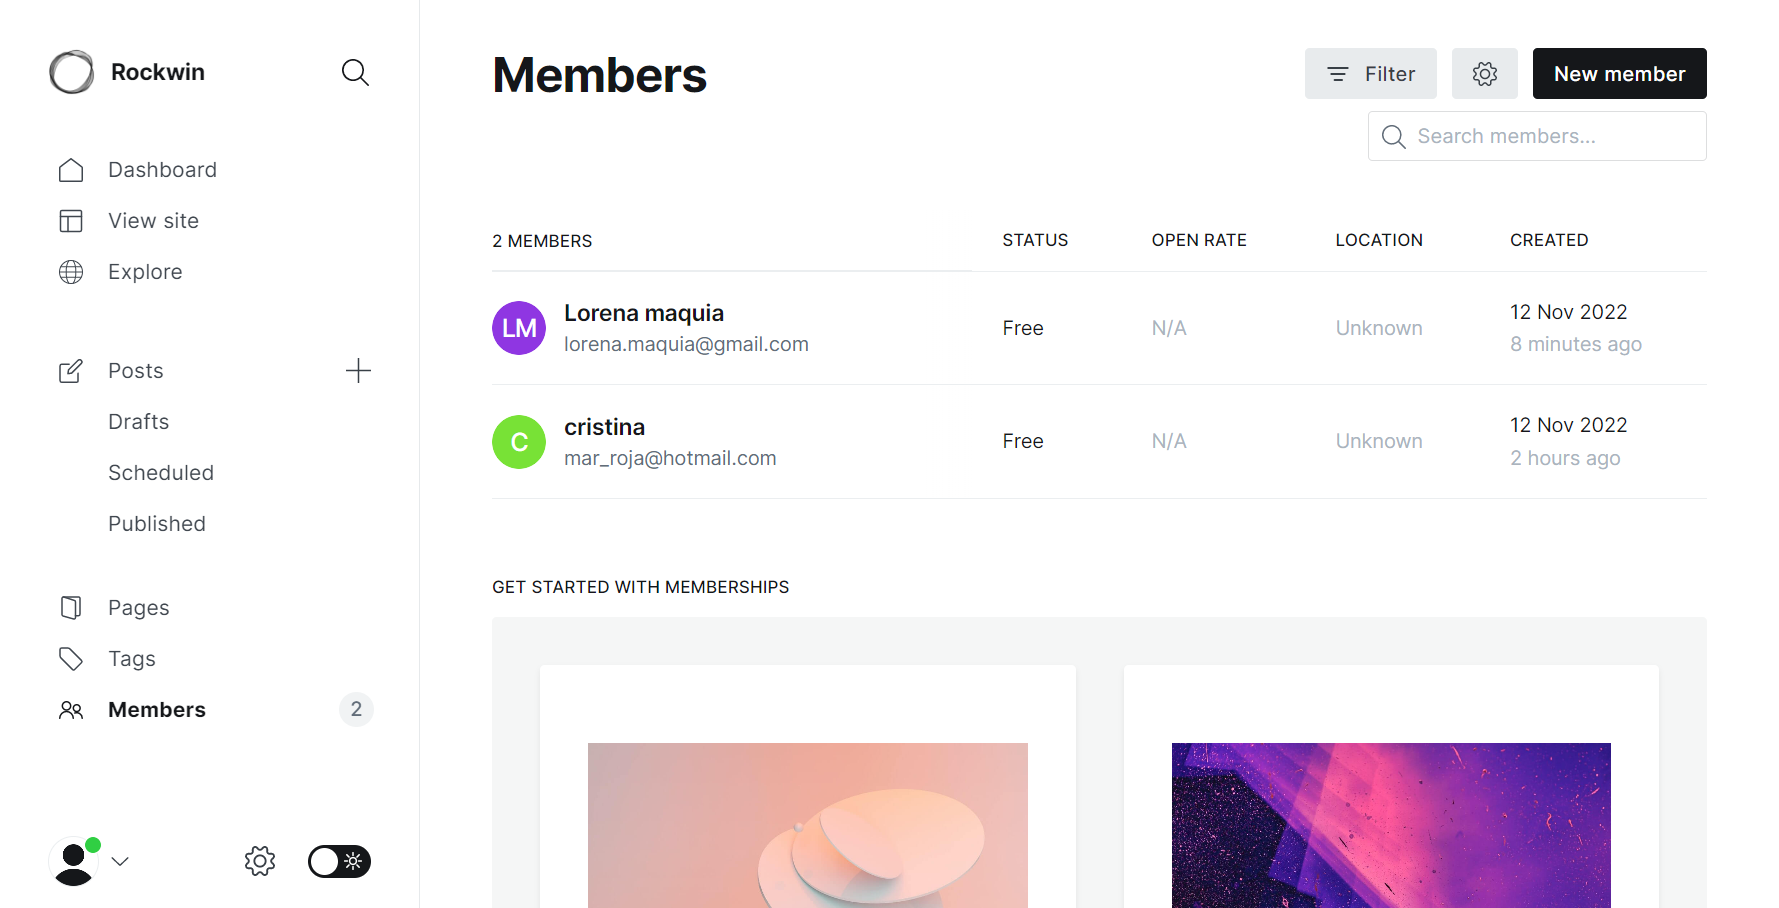 Rockwin
Dashboard
View site
Explore
Posts
Drafts
Scheduled
Published
Pages
Tags
Members 2
Members
Filter
New member
Search members...
2 MEMBERS STATUS OPEN RATE LOCATION CREATED
LM Lorena maquia
lorena.maquia@gmail.com
Free N/A Unknown 12 Nov 2022
8 minutes ago
C cristina
mar_roja@hotmail.com
Free N/A Unknown 12 Nov 2022
2 hours ago
GET STARTED WITH MEMBERSHIPS